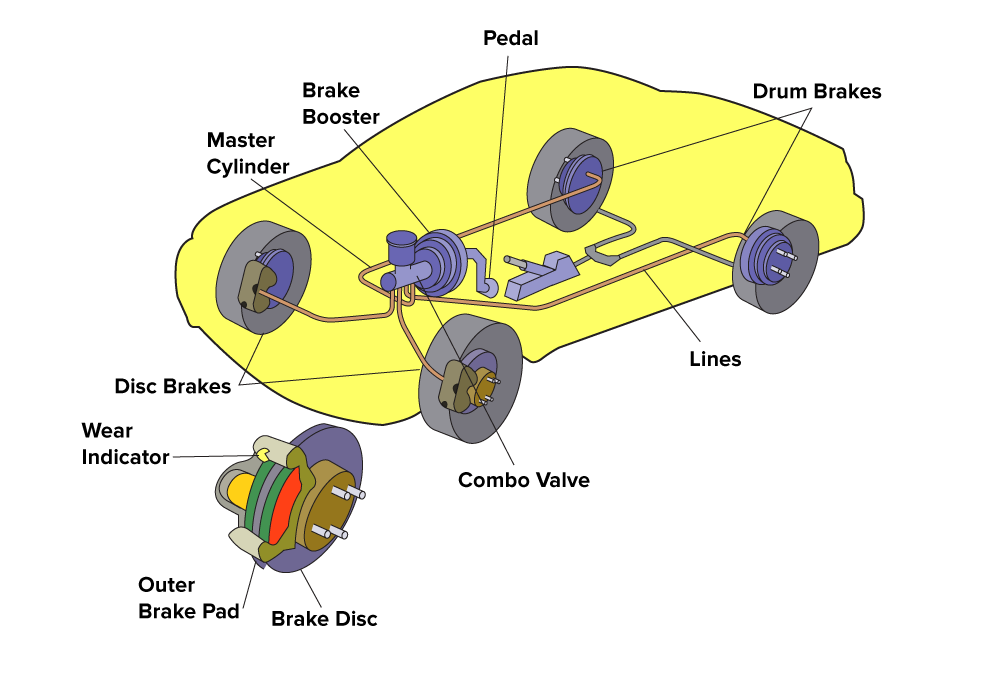 Pedal
Brake
Booster
Drum Brakes
Master
Cylinder
Lines
Disc Brakes
Wear
Indicator
Combo Valve
Outer
Brake Pad
Brake Disc